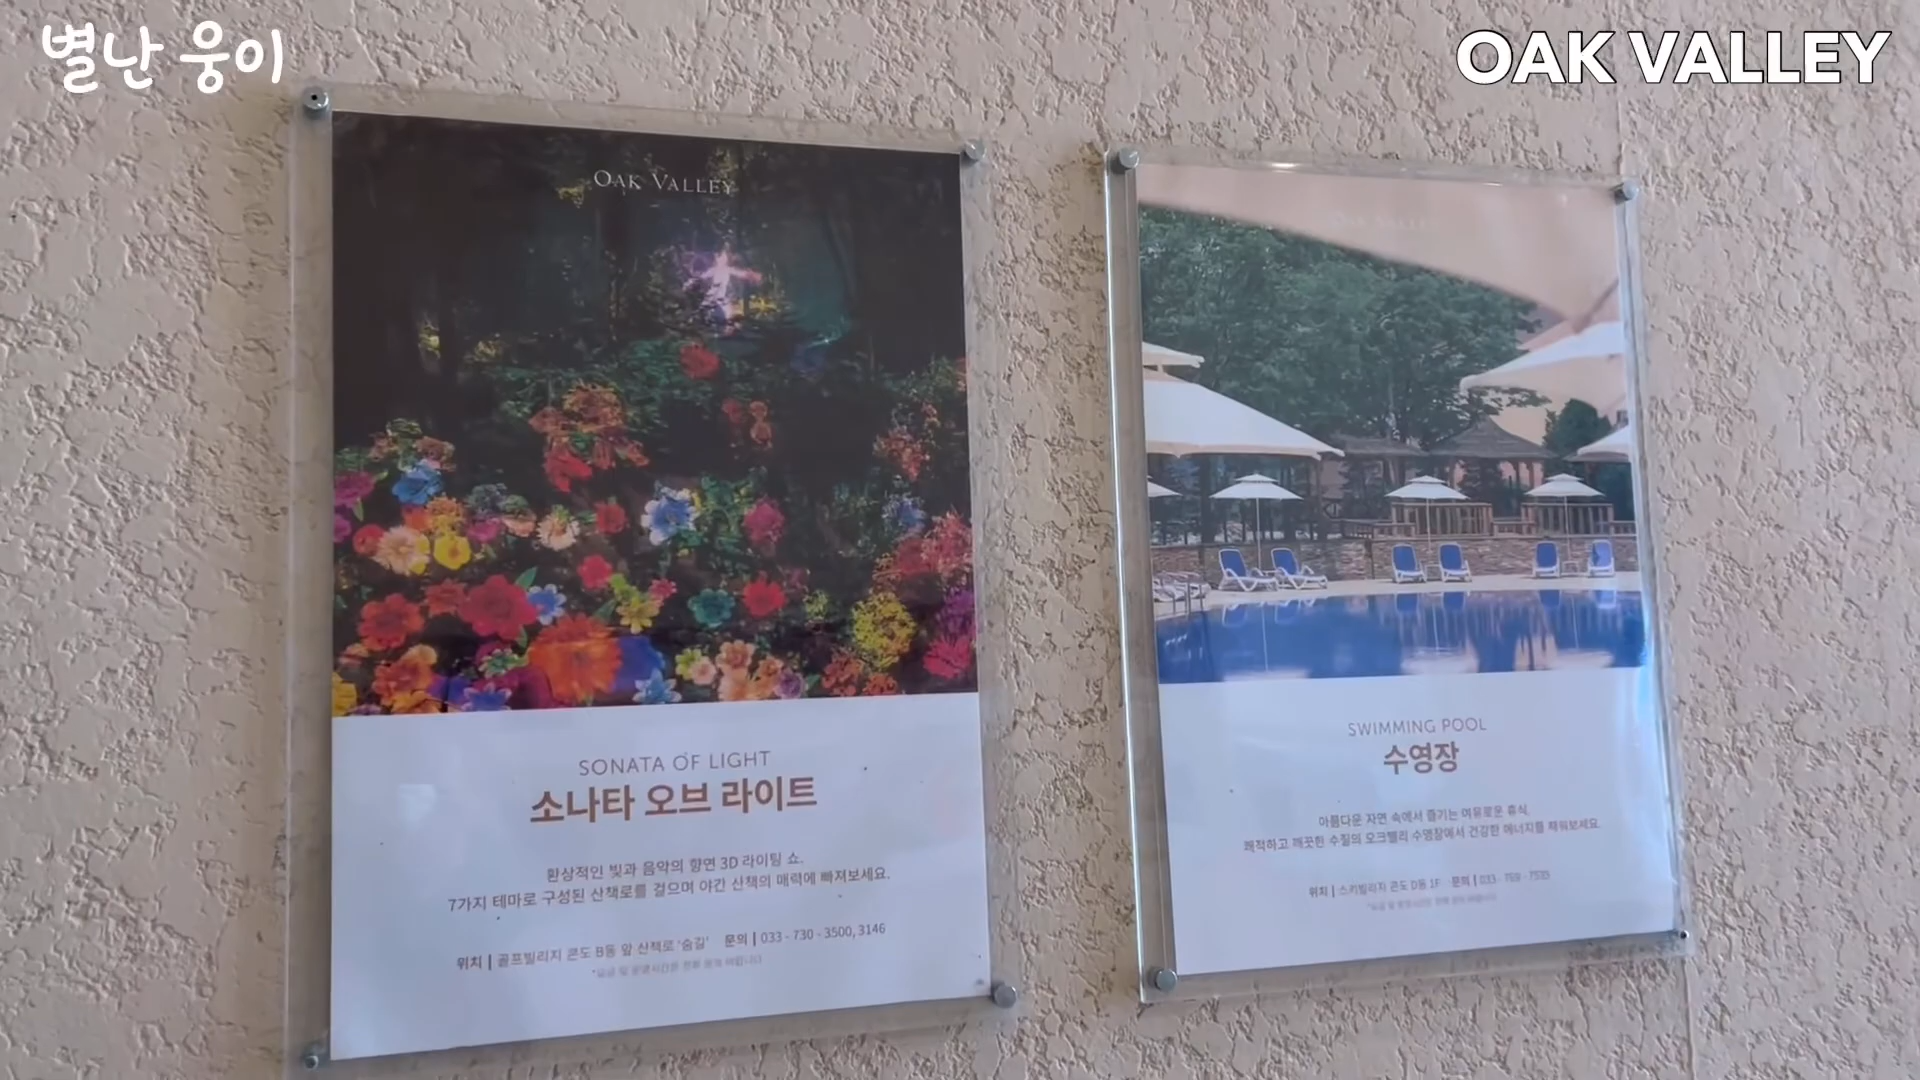 별난 웅이
OAK VALLEY
OAK VALLEY
SONATA OF LIGHT
소나타 오브 라이트
환상적인 빛과 음악의 향연 3D 라이팅 쇼.
7가지 테마로 구성된 산책로를 걸으며 야간 산책의 매력에 빠져보세요.
위치 | 골프빌리지 콘도 B동 앞 산책로 '숨길' 문의 | 033 - 730 - 3500, 3146
OAK VALLEY
SWIMMING POOL
수영장
아름다운 자연 속에서 즐기는 여유로운 휴식.
쾌적하고 깨끗한 수질의 오크밸리 수영장에서 건강한 에너지를 채워보세요.
위치 | 스키빌리지 콘도 D동 1F 문의 | 033